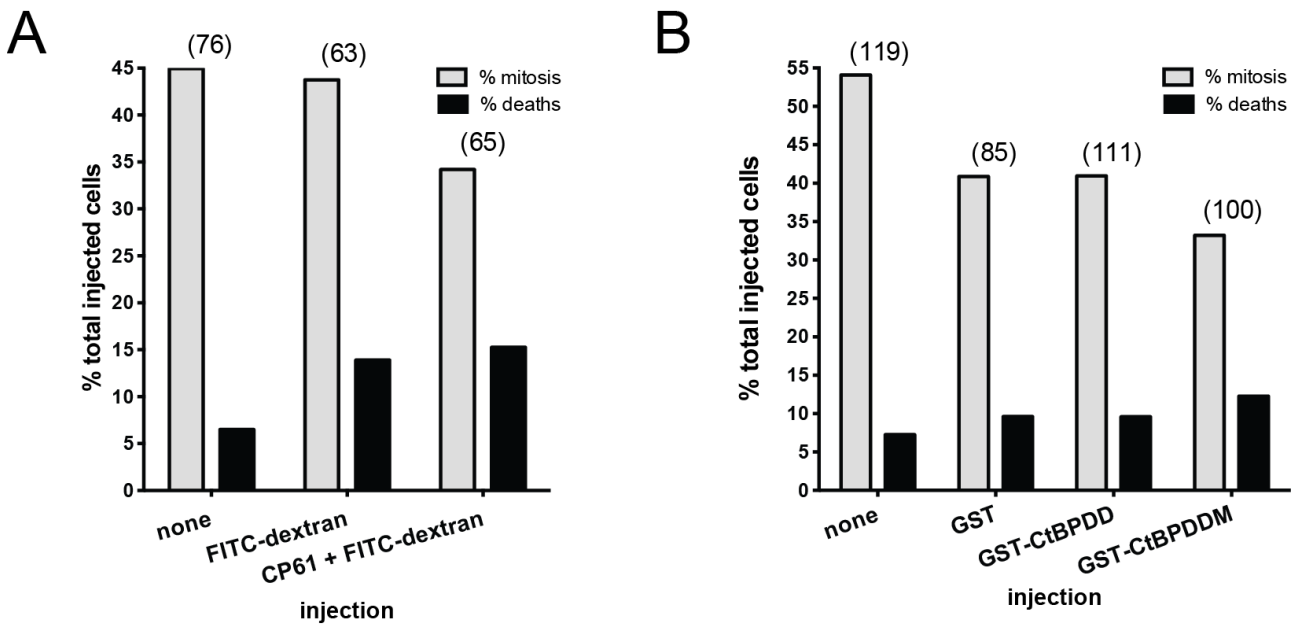 A
(76)
(63)
(65)
% mitosis
% deaths
45
40
35
30
25
20
15
10
5
0
% total injected cells
none
FITC-dextran
CP61 + FITC-dextran
injection
B
(119)
(85)
(111)
(100)
% mitosis
% deaths
55
50
45
40
35
30
25
20
15
10
5
0
% total injected cells
none
GST
GST-CtBPDD
GST-CtBPDDM
injection